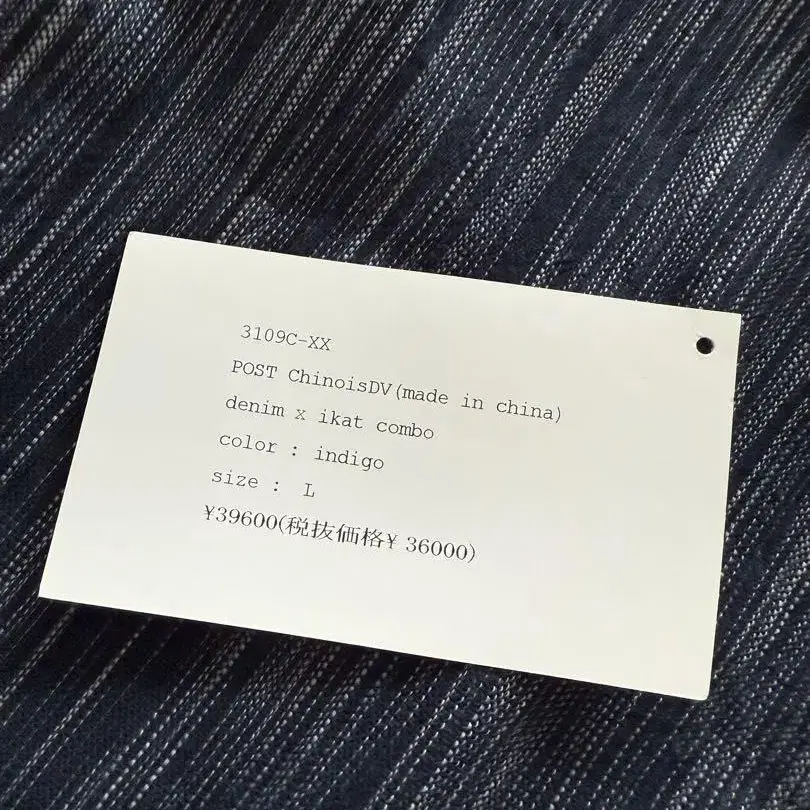 3109C-XX
POST ChinoisDV(made in china)
denim x ikat combo
color : indigo
size : L
¥39600(税抜価格¥ 36000)